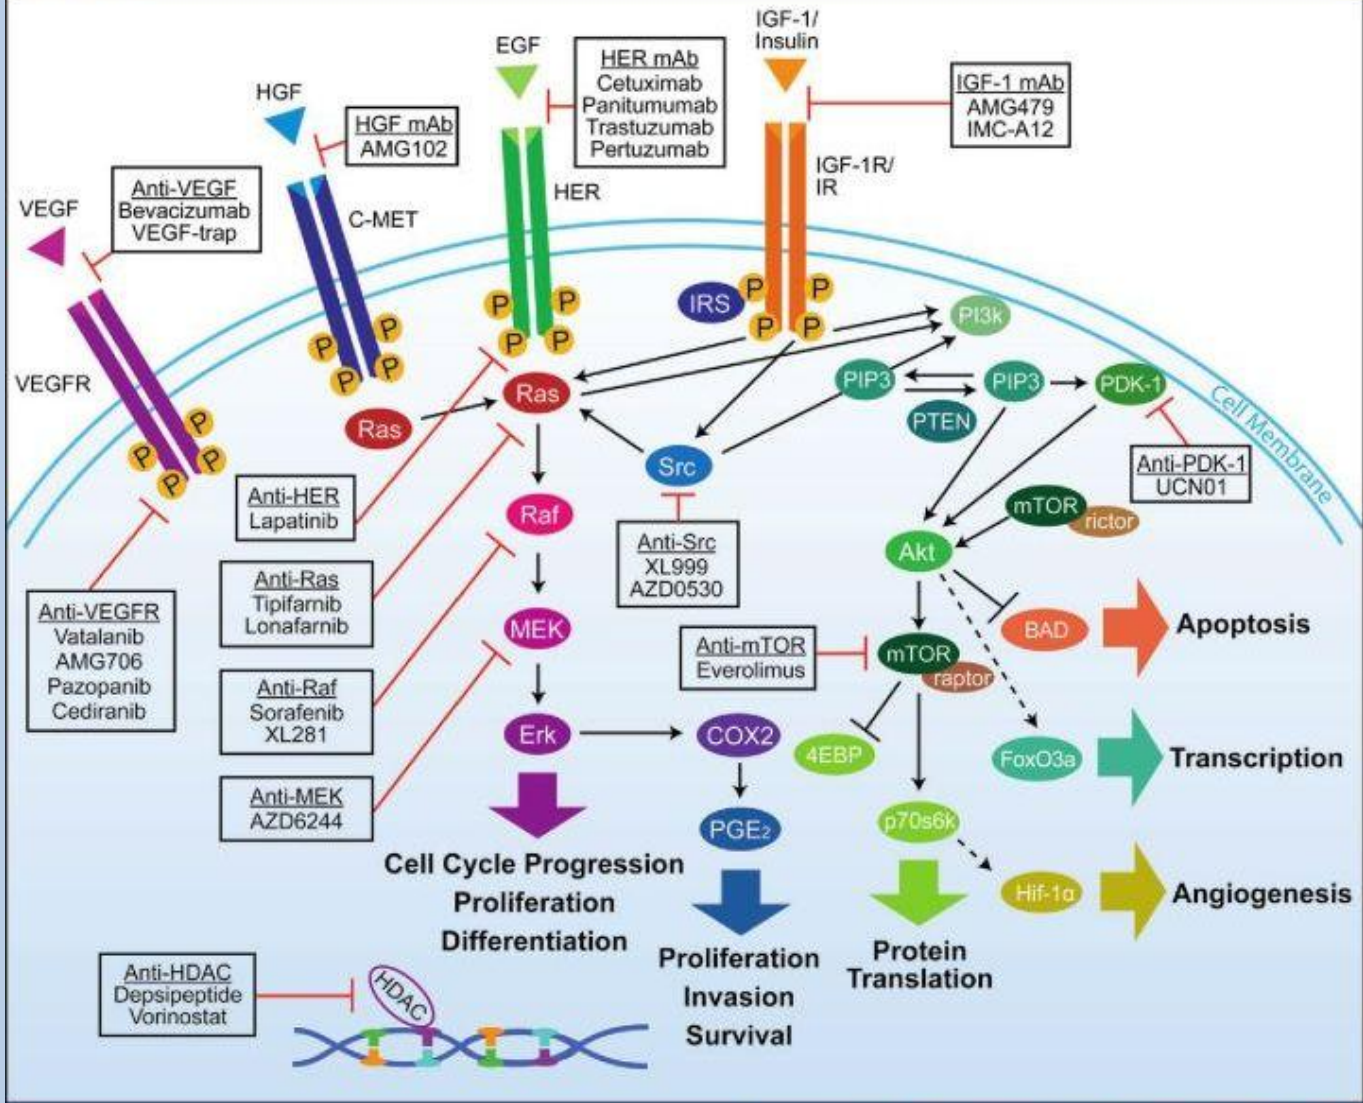 IGF-1/
Insulin
EGF
HER mAb
Cetuximab
Panitumumab
Trastuzumab
Pertuzumab
IGF-1 mAb
AMG479
IMC-A12
HGF
HGF mAb
AMG102
IGF-1R/
IR
HER
Anti-VEGF
Bevacizumab
VEGF-trap
VEGF
C-MET
P
P
P
P
P
P
P
P
IRS
PI3k
P
P
P
P
VEGFR
PIP3
PIP3
PDK-1
Ras
Ras
PTEN
Cell Membrane
P
P
P
P
Src
Anti-PDK-1
UCN01
Anti-HER
Lapatinib
Raf
mTOR
rictor
Akt
Anti-Src
XL999
AZD0530
Anti-Ras
Tipifarnib
Lonafarnib
Anti-VEGFR
Vatalanib
AMG706
Pazopanib
Cediranib
MEK
BAD
Apoptosis
Anti-mTOR
Everolimus
mTOR
raptor
Anti-Raf
Sorafenib
XL281
Erk
COX2
4EBP
FoxO3a
Transcription
Anti-MEK
AZD6244
PGE2
p70s6k
Cell Cycle Progression
Proliferation
Differentiation
Hif-1α
Angiogenesis
Proliferation
Invasion
Survival
Protein
Translation
Anti-HDAC
Depsipeptide
Vorinostat
HDAC